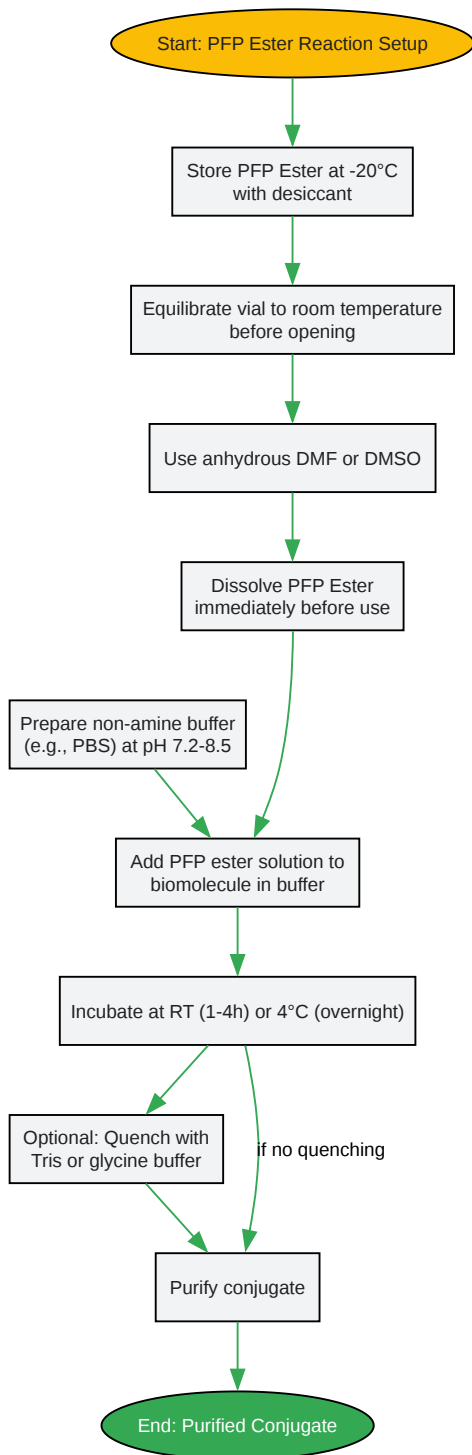 Start: PFP Ester Reaction Setup
Store PFP Ester at -20°C
with desiccant
Equilibrate vial to room temperature
before opening
Use anhydrous DMF or DMSO
Dissolve PFP Ester
immediately before use
Prepare non-amine buffer
(e.g., PBS) at pH 7.2-8.5
Add PFP ester solution to
biomolecule in buffer
Incubate at RT (1-4h) or 4°C (overnight)
Optional: Quench with
Tris or glycine buffer
if no quenching
Purify conjugate
End: Purified Conjugate